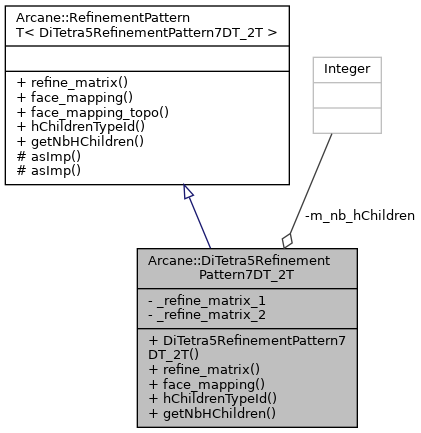 Arcane::RefinementPattern
T< DiTetra5RefinementPattern7DT_2T >
+ refine_matrix()
+ face_mapping()
+ face_mapping_topo()
+ hChildrenTypeId()
+ getNbHChildren()
# asImp()
# asImp()
Integer
-m_nb_hChildren
Arcane::DiTetra5Refinement
Pattern7DT_2T
- _refine_matrix_1
- _refine_matrix_2
+ DiTetra5RefinementPattern7
DT_2T()
+ refine_matrix()
+ face_mapping()
+ hChildrenTypeId()
+ getNbHChildren()